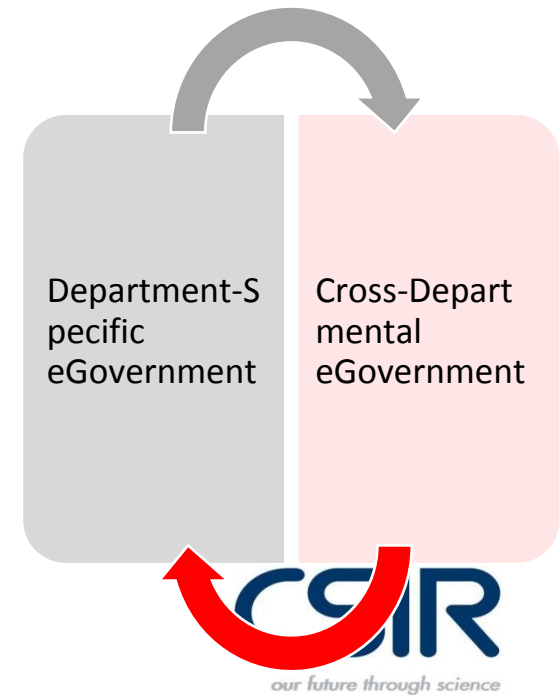 Department-S
pecific
eGovernment
Cross-Depart
mental
eGovernment
CSIR
our future through science